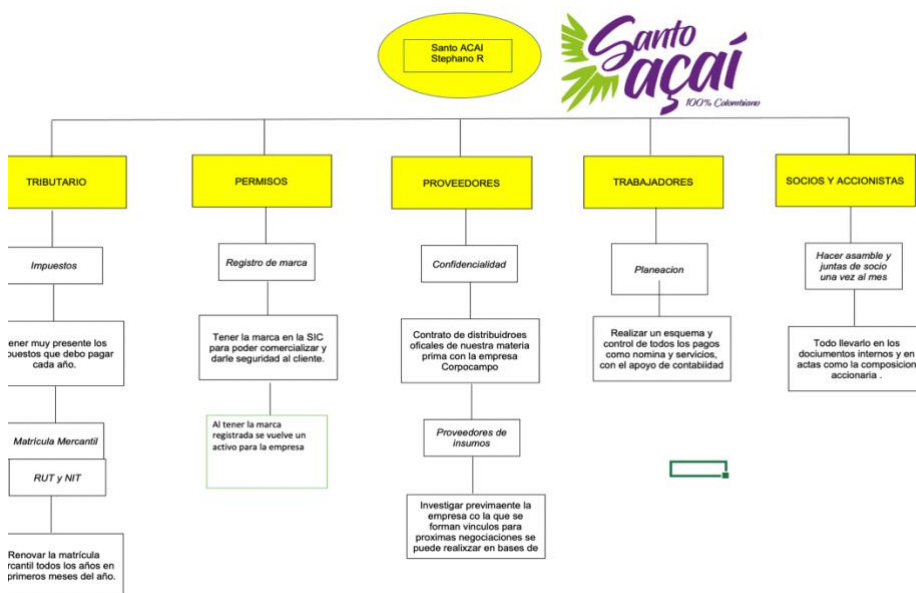 Santo ACAI
Stephano R
Santo
açaí
100% Colombiano
TRIBUTARIO
PERMISOS
PROVEEDORES
TRABAJADORES
SOCIOS Y ACCIONISTAS
Impuestos
Registro de marca
Confidencialidad
Planeacion
Hacer asamble y
juntas de socio
una vez al mes
ener muy presente los
puestos que debo pagar
cada año.
Tener la marca en la SIC
para poder comercializar y
darle seguridad al cliente.
Contrato de distribuidroes
oficales de nuestra materia
prima con la empresa
Corpocampo
Realizar un esquema y
control de todos los pagos
como nomina y servicios,
con el apoyo de contabiidad
Todo llevarlo en los
documentos internos y en
actas como la composicion
accionaria .
Matrícula Mercantil
Al tener la marca
registrada se vuelve un
activo para la empresa
Proveedores de
insumos
RUT y NIT
Investigar previmaente la
empresa co la que se
forman vinculos para
proximas negociaciones se
puede realixzar en bases de
Renovar la matrícula
rcantil todos los años en
primeros meses del año.